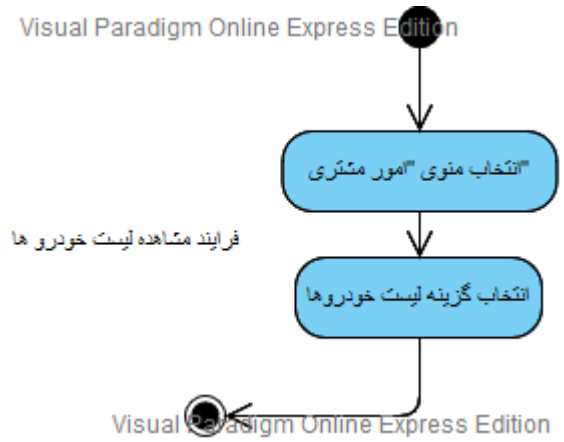 Visual Paradigm Online Express Edition
انتخاب منوی "امور مشتری"
فرایند مشاهده لیست خودرو ها
انتخاب گزینه لیست خودروها
Visual Paradigm Online Express Edition